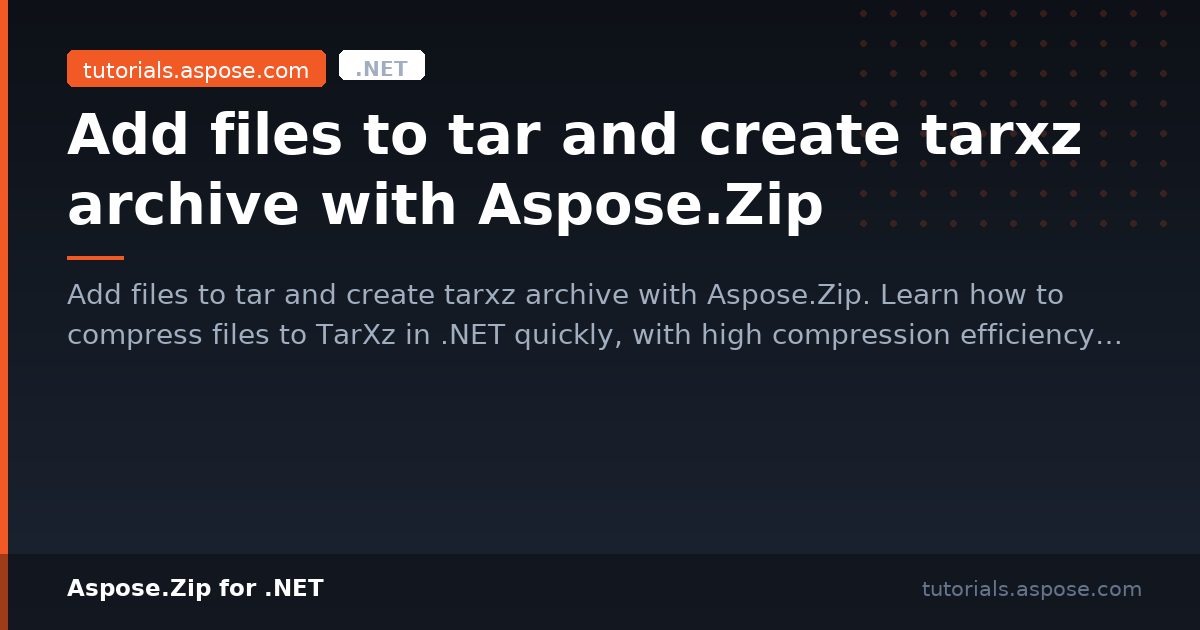 tutorials.aspose.com
.NET
Add files to tar and create tarxz
archive with Aspose.Zip
Add files to tar and create tarxz archive with Aspose.Zip. Learn how to
compress files to TarXz in .NET quickly, with high compression efficiency…
Aspose.Zip for .NET
tutorials.aspose.com